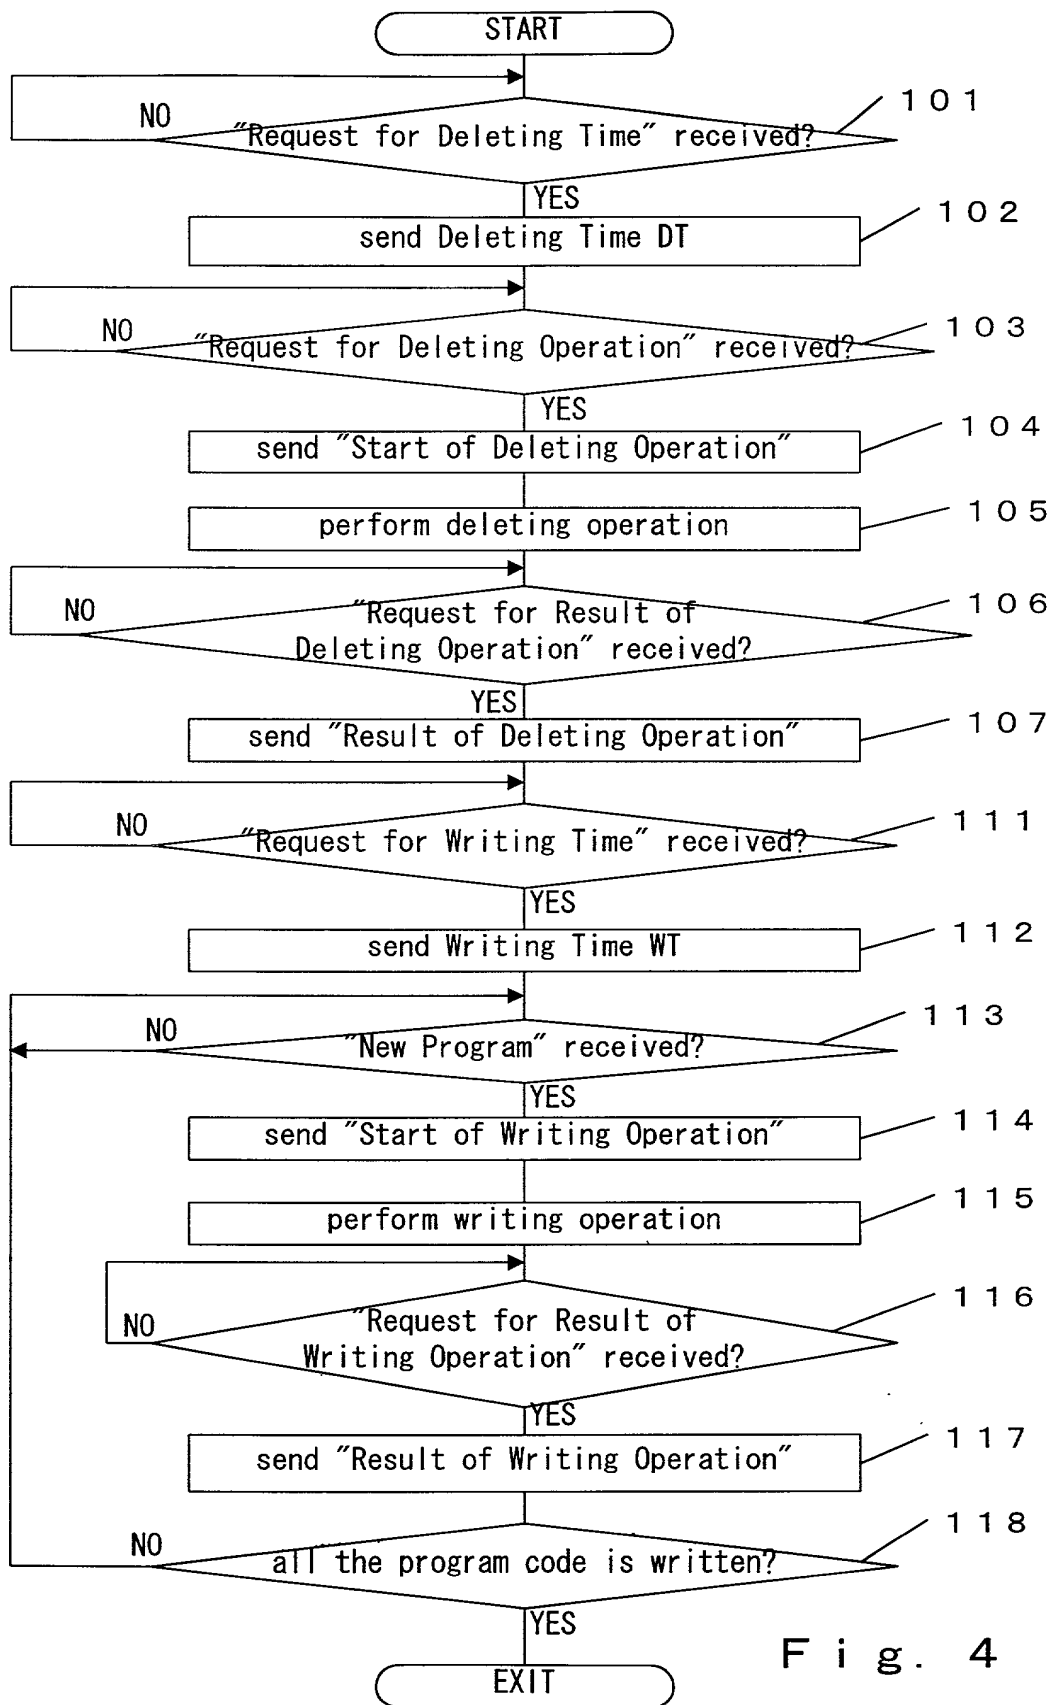 START
NO
101
"Request for Deleting Time" received?
YES
102
send Deleting Time DT
NO
103
"Request for Deleting Operation" received?
YES
104
send "Start of Deleting Operation"
105
perform deleting operation
NO
106
"Request for Result of
Deleting Operation" received?
YES
107
send "Result of Deleting Operation"
NO
111
"Request for Writing Time" received?
YES
112
send Writing Time WT
NO
113
"New Program" received?
YES
114
send "Start of Writing Operation"
115
perform writing operation
116
NO
"Request for Result of
Writing Operation" received?
YES
117
send "Result of Writing Operation"
118
NO
all the program code is written?
YES
EXIT
Fig. 4